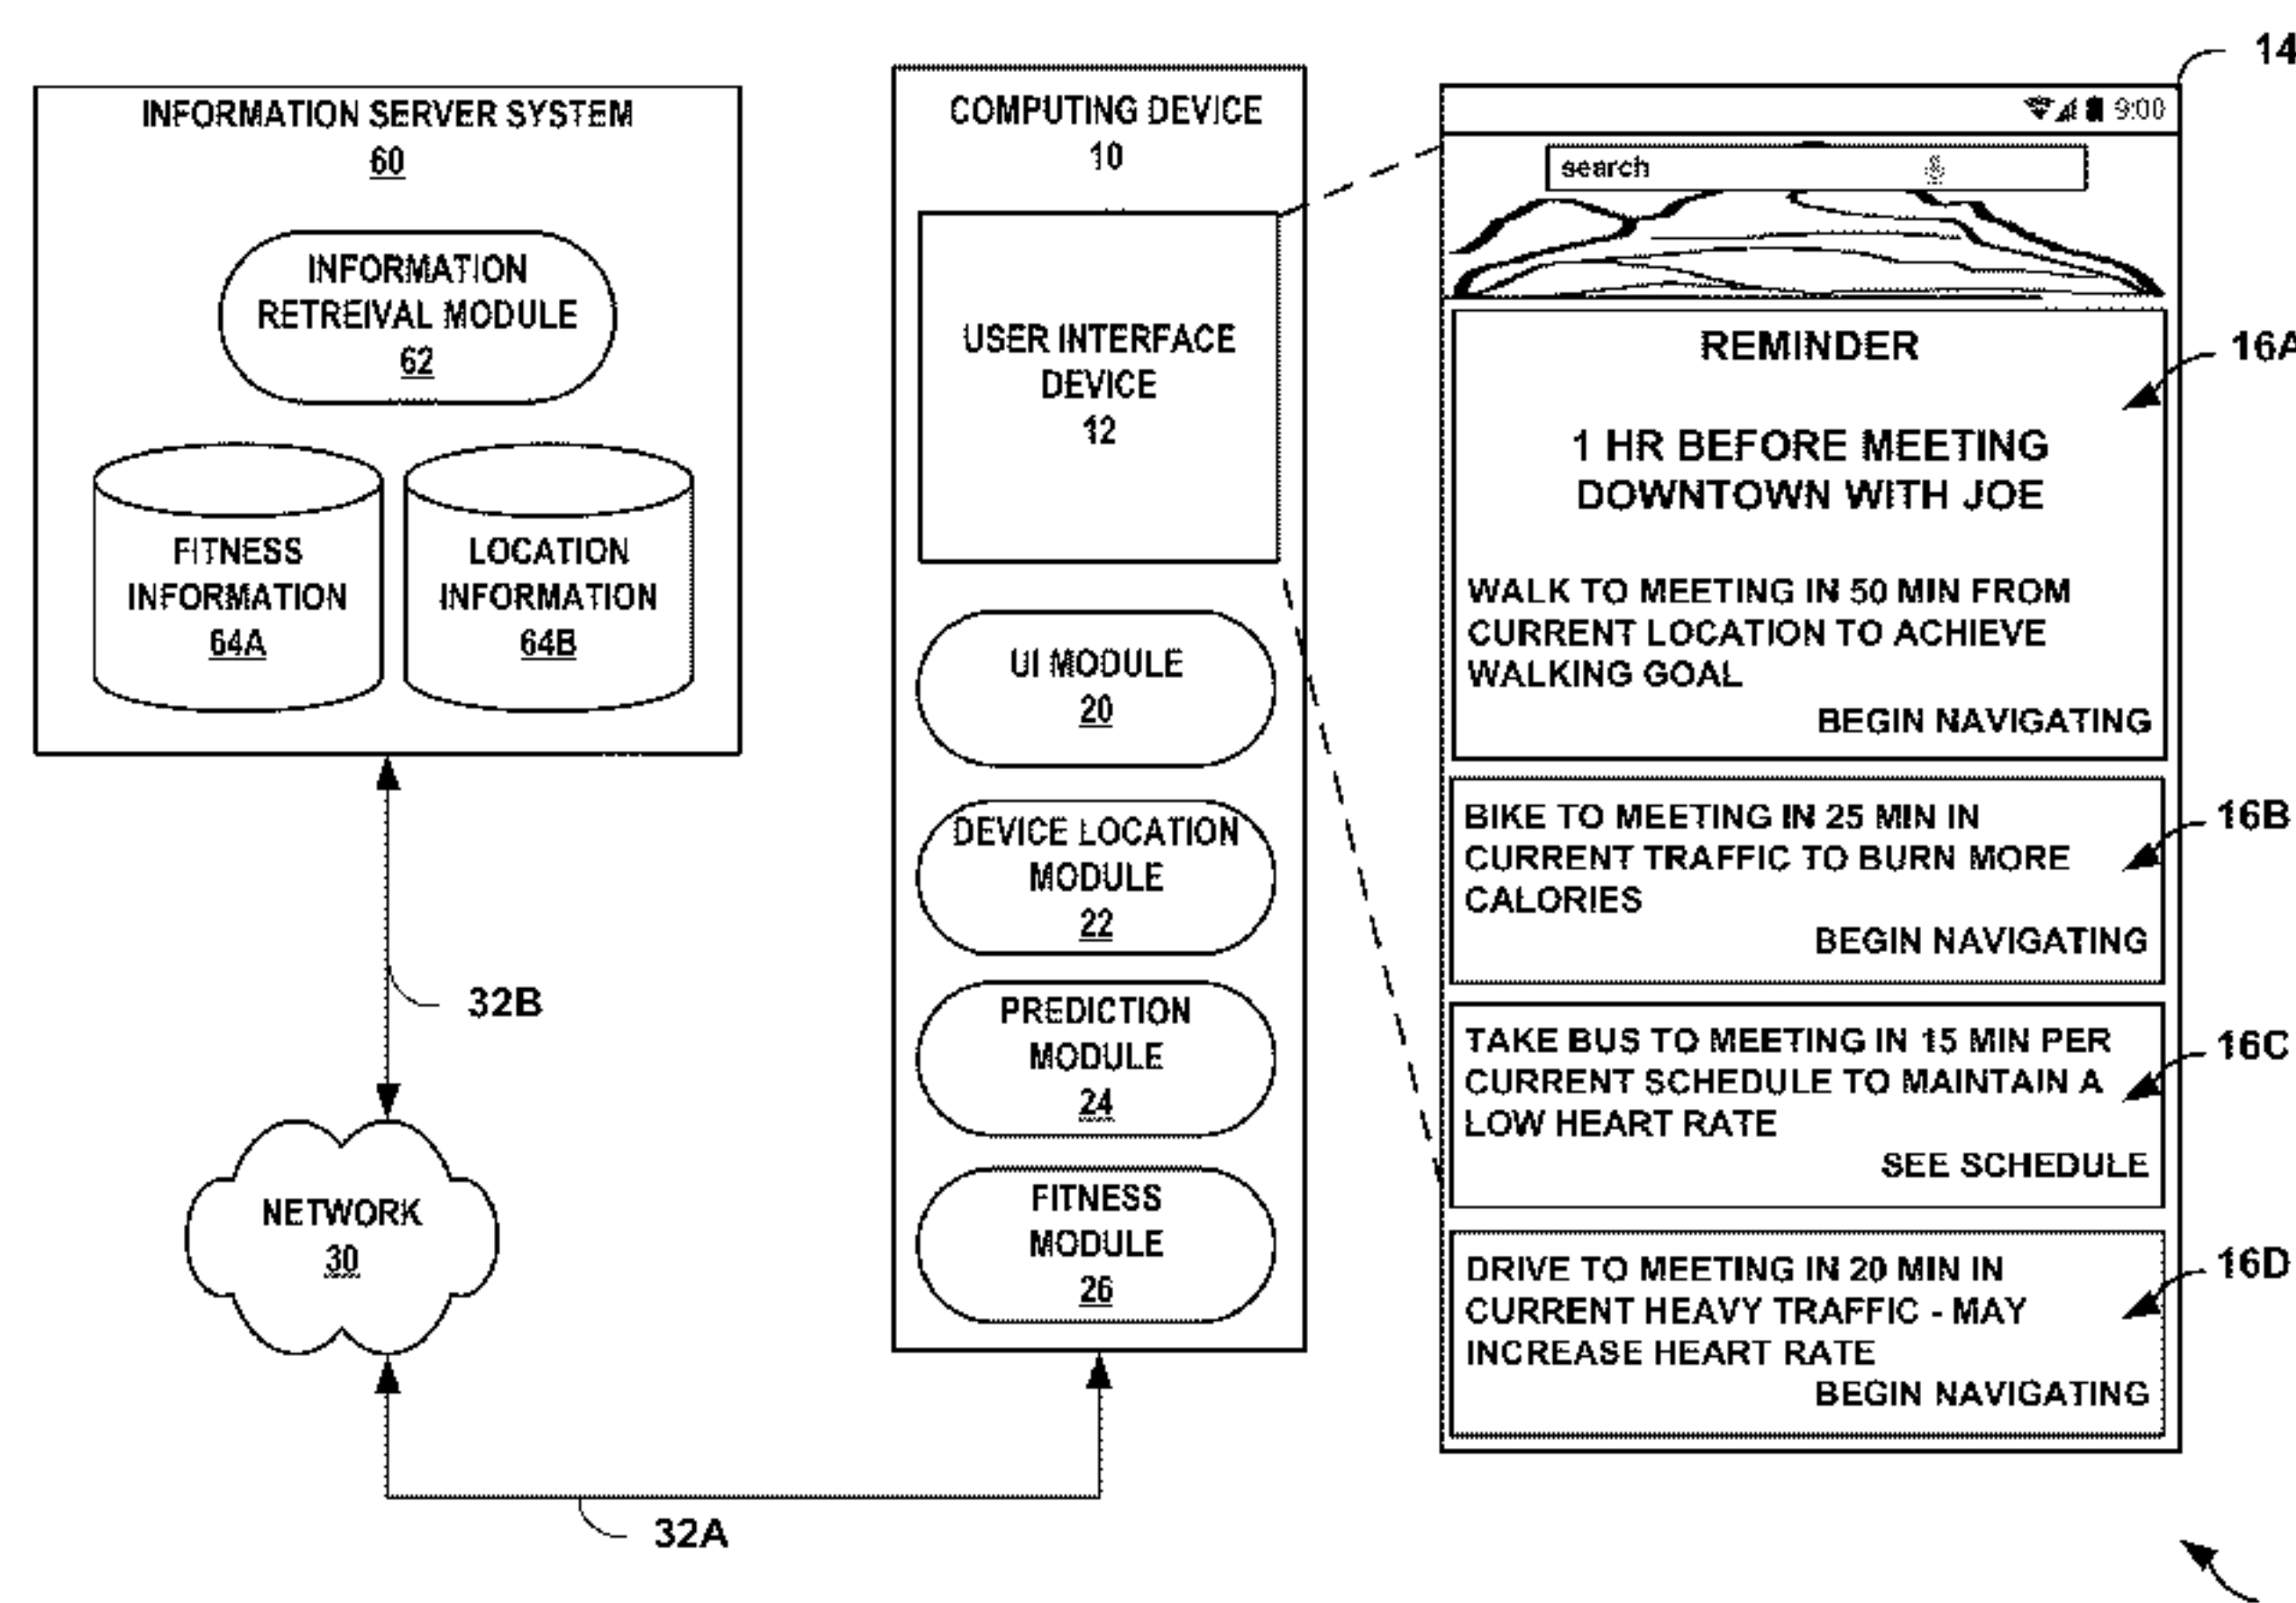 INFORMATION SERVER SYSTEM
60
INFORMATION
RETREIVAL MODULE
62
FITNESS
INFORMATION
64A
LOCATION
INFORMATION
64B
32B
NETWORK
30
32A
COMPUTING DEVICE
10
USER INTERFACE
DEVICE
12
UI MODULE
20
DEVICE LOCATION
MODULE
22
PREDICTION
MODULE
24
FITNESS
MODULE
26
14
9:00
search
REMINDER
16A
1 HR BEFORE MEETING
DOWNTOWN WITH JOE
WALK TO MEETING IN 50 MIN FROM
CURRENT LOCATION TO ACHIEVE
WALKING GOAL
BEGIN NAVIGATING
BIKE TO MEETING IN 25 MIN IN
CURRENT TRAFFIC TO BURN MORE
CALORIES
BEGIN NAVIGATING
16B
TAKE BUS TO MEETING IN 15 MIN PER
CURRENT SCHEDULE TO MAINTAIN A
LOW HEART RATE
SEE SCHEDULE
16C
DRIVE TO MEETING IN 20 MIN IN
CURRENT HEAVY TRAFFIC - MAY
INCREASE HEART RATE
BEGIN NAVIGATING
16D